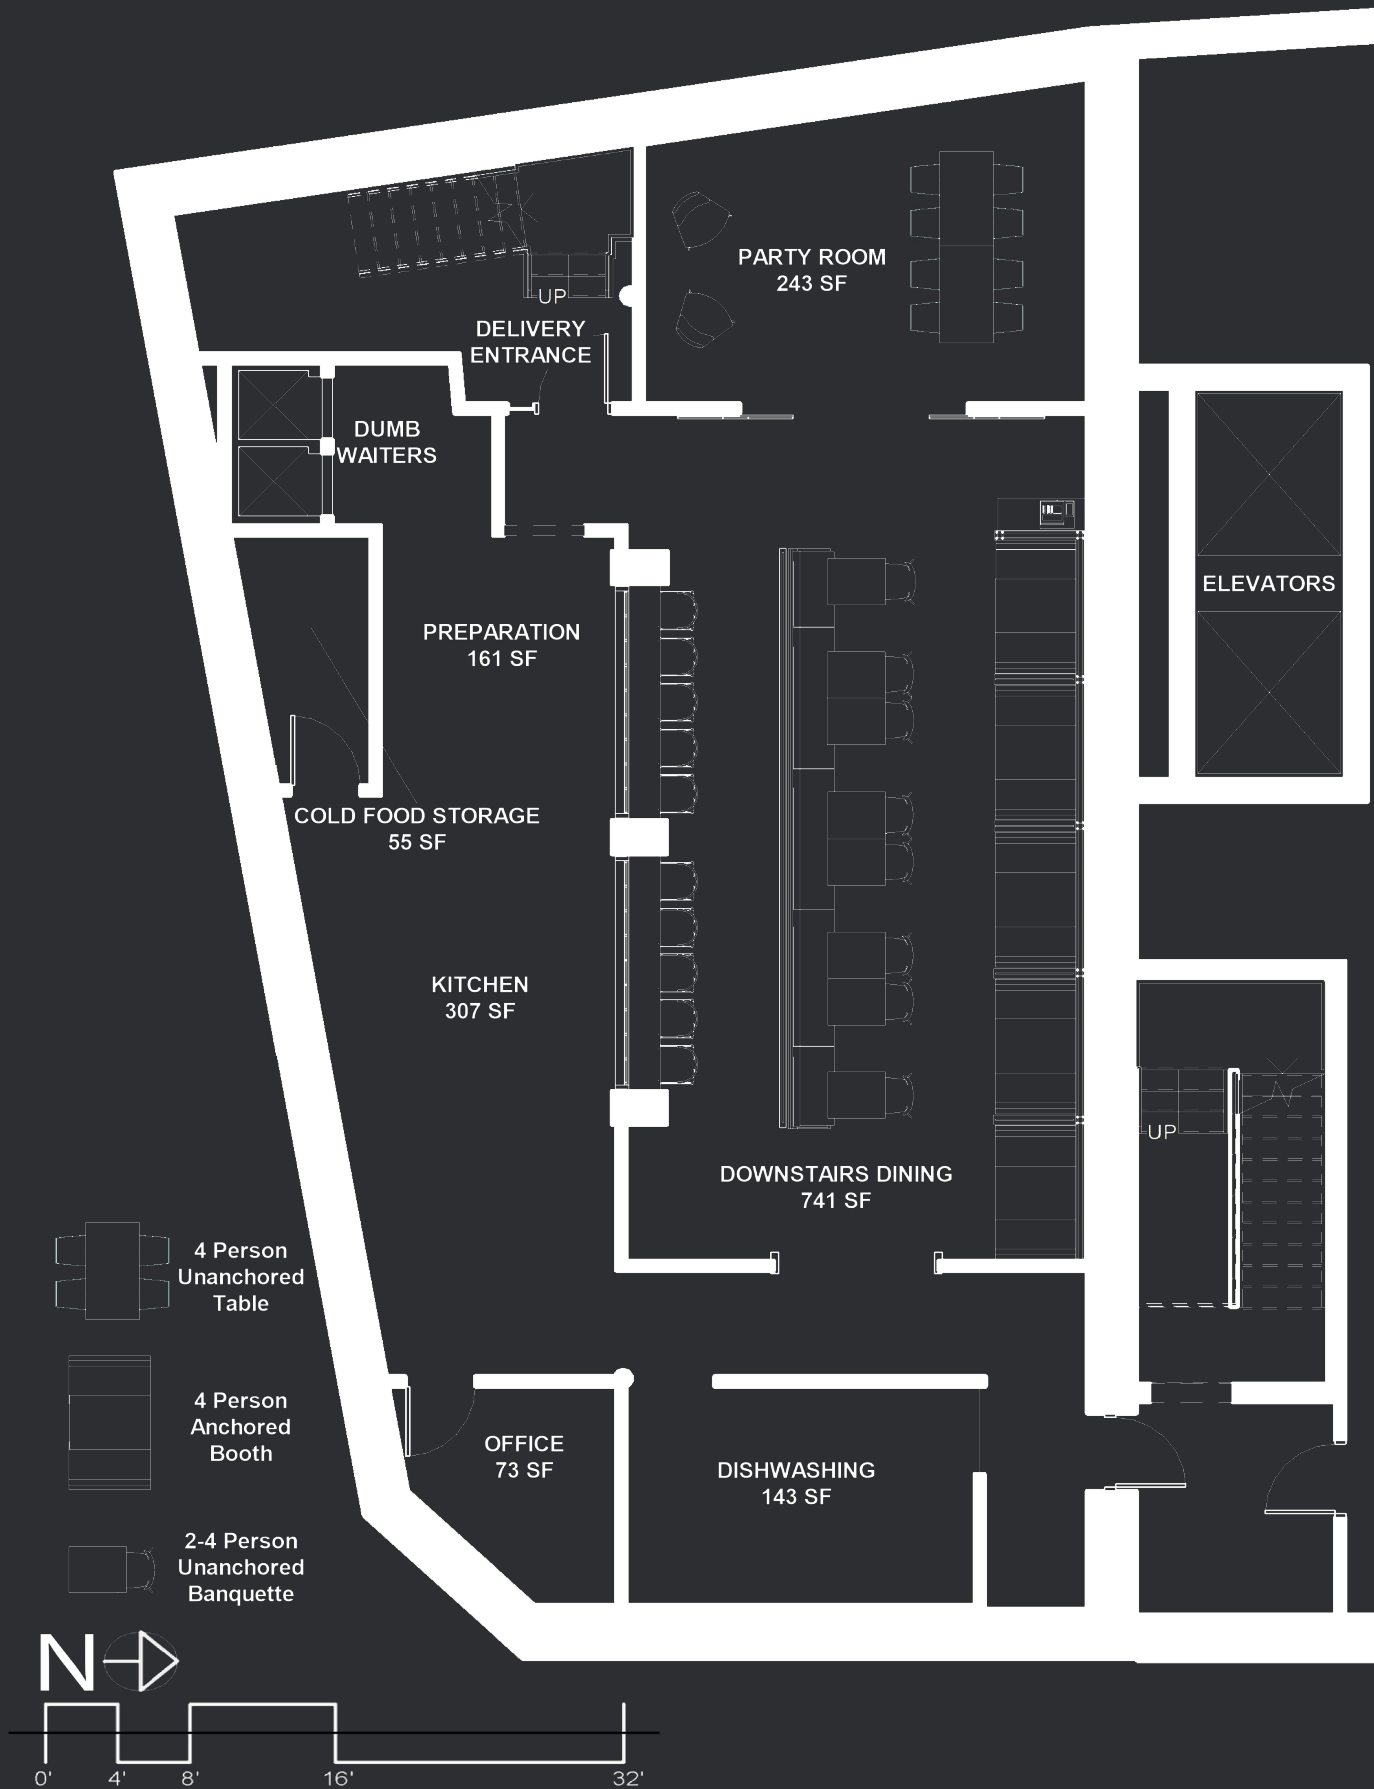 PARTY ROOM
243 SF
UP
DELIVERY
ENTRANCE
DUMB
WAITERS
ELEVATORS
PREPARATION
161 SF
COLD FOOD STORAGE
55 SF
KITCHEN
307 SF
UP
DOWNSTAIRS DINING
741 SF
4 Person
Unanchored
Table
4 Person
Anchored
Booth
OFFICE
73 SF
DISHWASHING
143 SF
2-4 Person
Unanchored
Banquette
N
0' 4' 8' 16' 32'